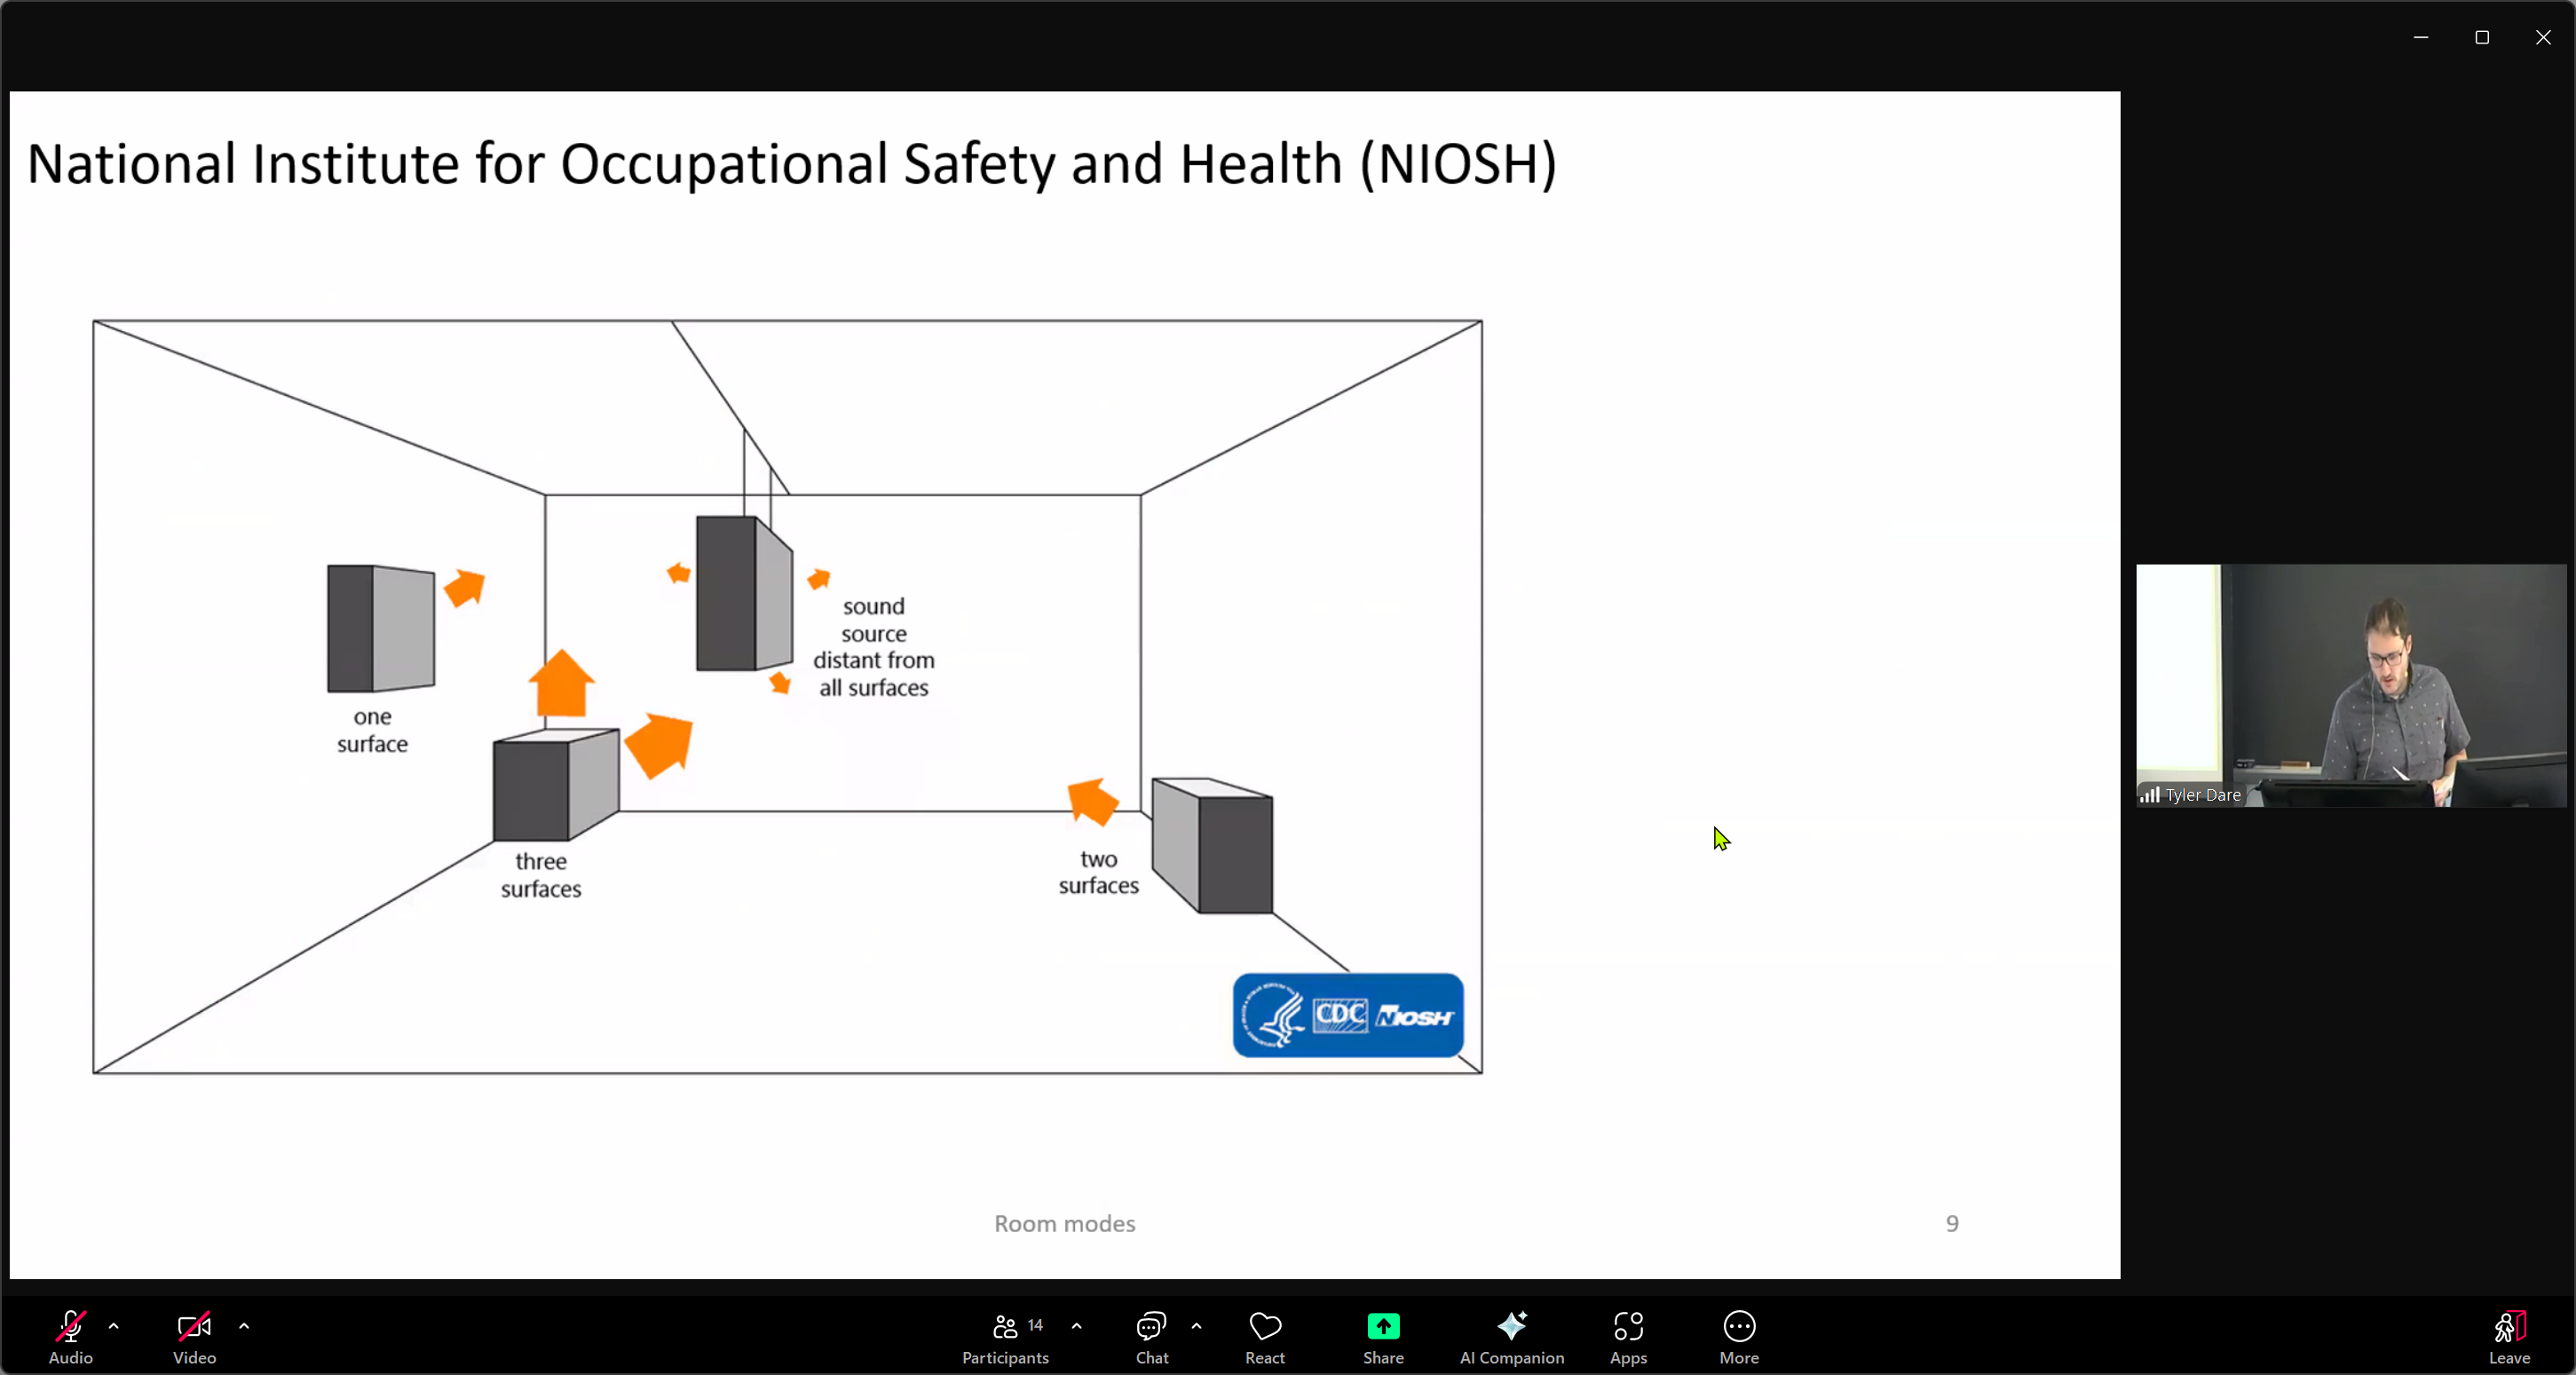 National Institute for Occupational Safety and Health (NIOSH)
one
surface
sound
source
distant from
all surfaces
three
surfaces
two
surfaces
CDC NIOSH
Room modes
9
Tyler Dare
Audio
Video
14
Participants
Chat
React
Share
AI Companion
Apps
More
Leave